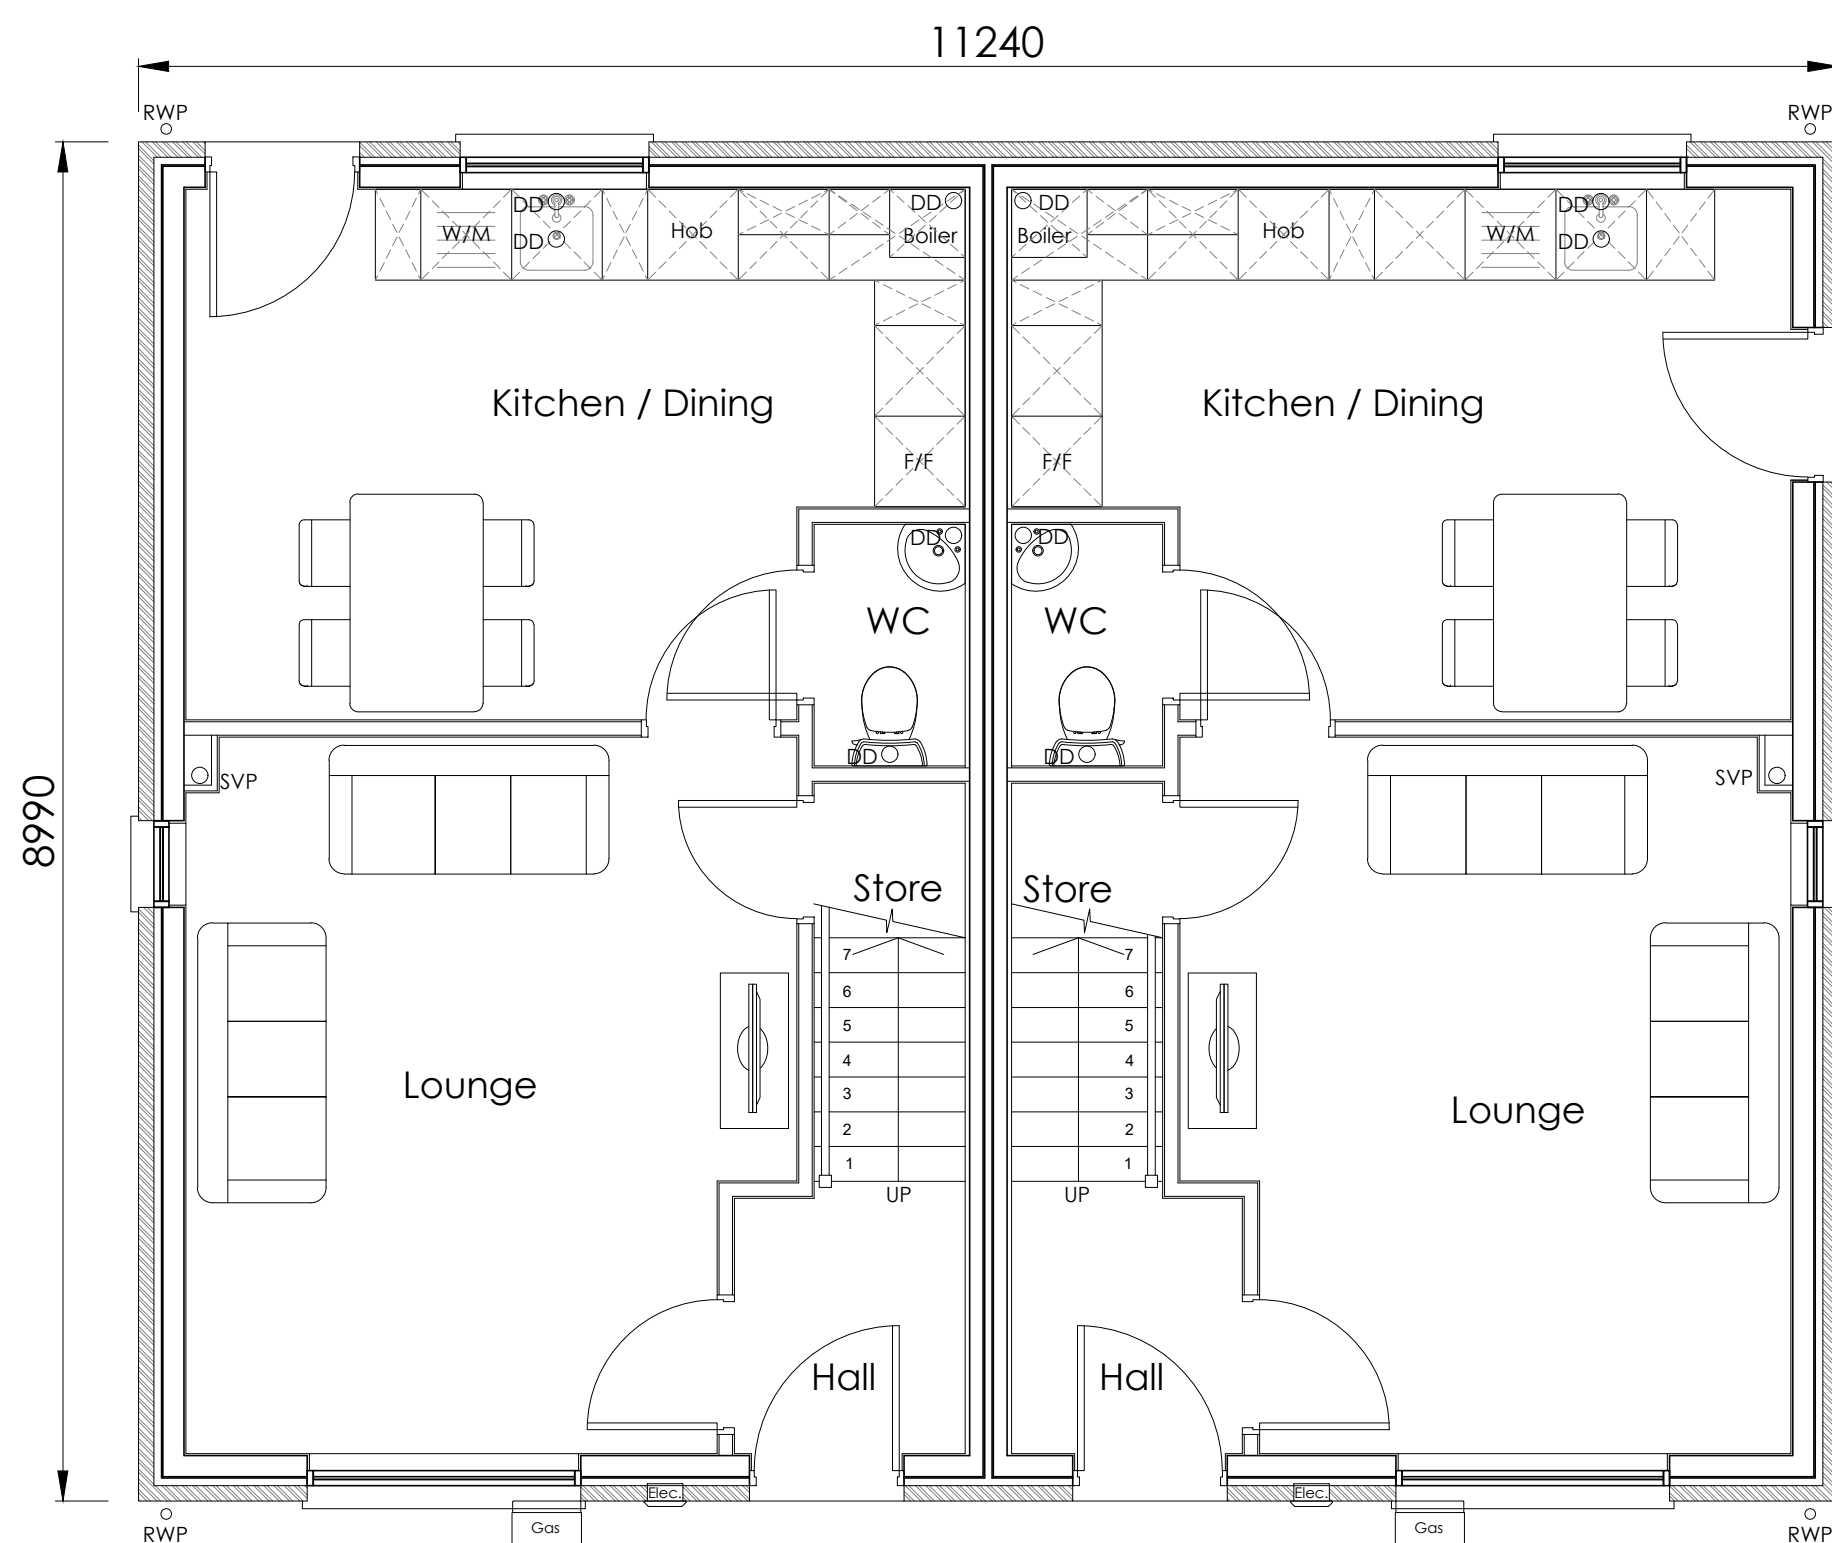 11240
RWP
RWP
DD
DD
DD
DD
W/M
Hob
Boiler
Boiler
Hob
W/M
DD
DD
Kitchen / Dining
Kitchen / Dining
F/F
F/F
DD
DD
WC
WC
DD
DD
SVP
SVP
8990
Store
Store
7
7
6
6
5
5
4
4
3
3
2
2
1
1
UP
UP
Lounge
Lounge
Hall
Hall
Elec.
Elec.
Gas
Gas
RWP
RWP